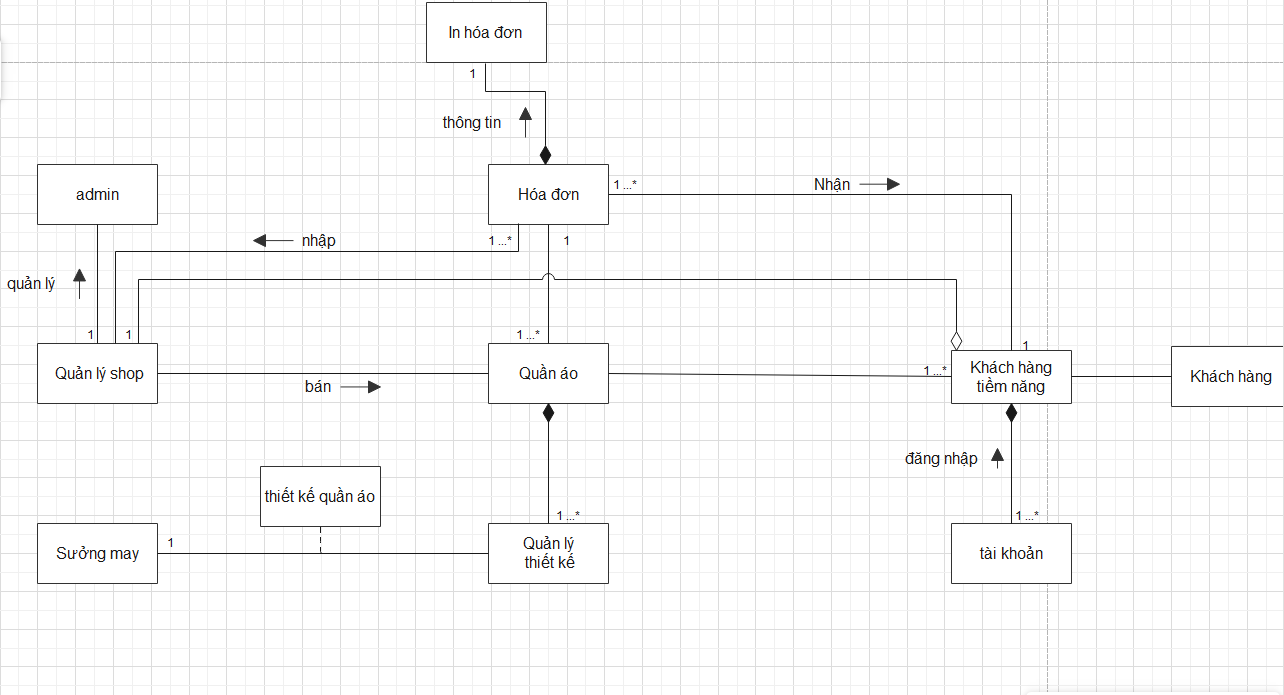 In hóa đơn
1
thông tin
admin
Hóa đơn
1 ...*
Nhận
1 ...*
1
nhập
quản lý
1
1
1 ...*
1
Quản lý shop
bán
Quần áo
1 ...*
Khách hàng
tiềm năng
Khách hàng
đăng nhập
thiết kế quần áo
1 ...*
1 ...*
Sưởng may
1
Quản lý
thiết kế
tài khoản